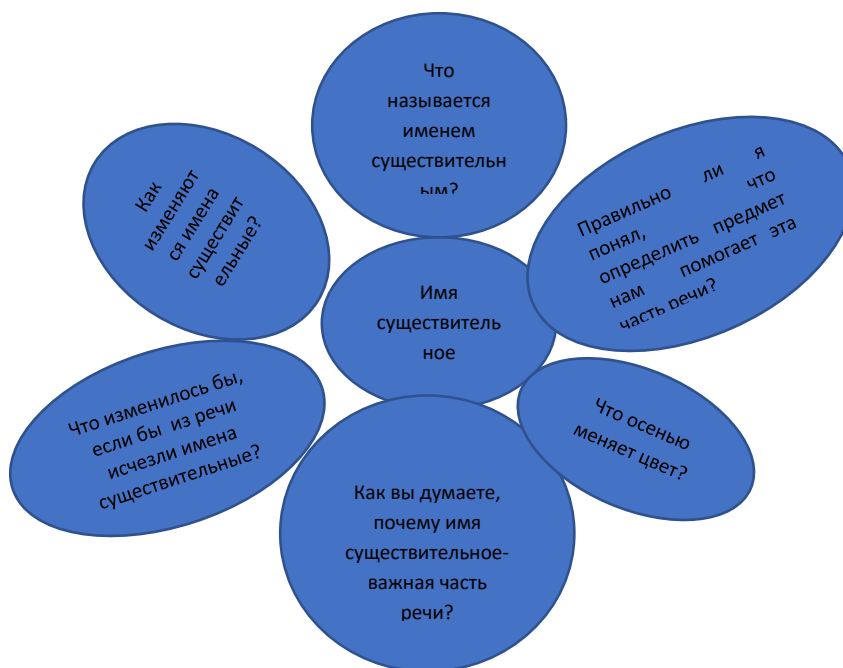 Что
называется
именем
существительн
ым?
Как
изменяют
ся имена
существит
ельные?
Правильно ли я
понял, что
определить предмет
нам помогает эта
часть речи?
Имя
существитель
ное
Что изменилось бы,
если бы из речи
исчезли имена
существительные?
Что осенью
меняет цвет?
Как вы думаете,
почему имя
существительное-
важная часть
речи?